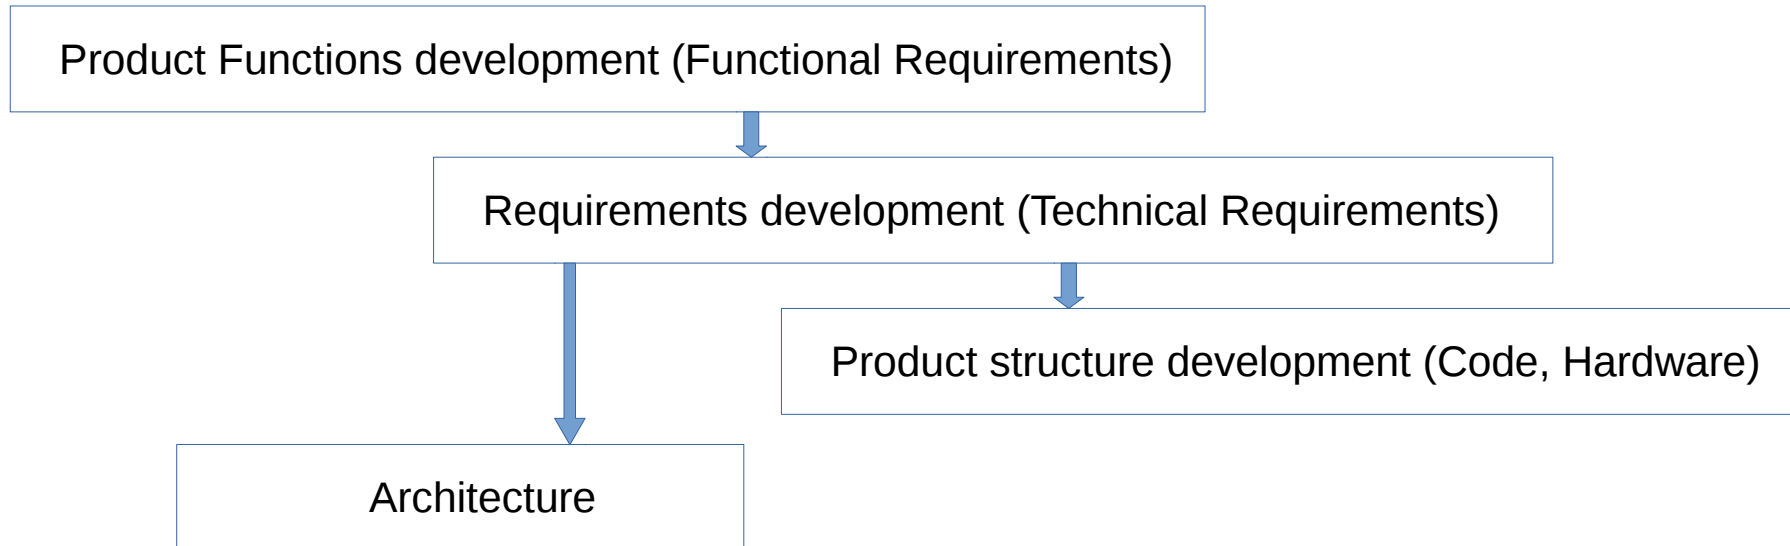 Product Functions development (Functional Requirements)
Requirements development (Technical Requirements)
Product structure development (Code, Hardware)
Architecture